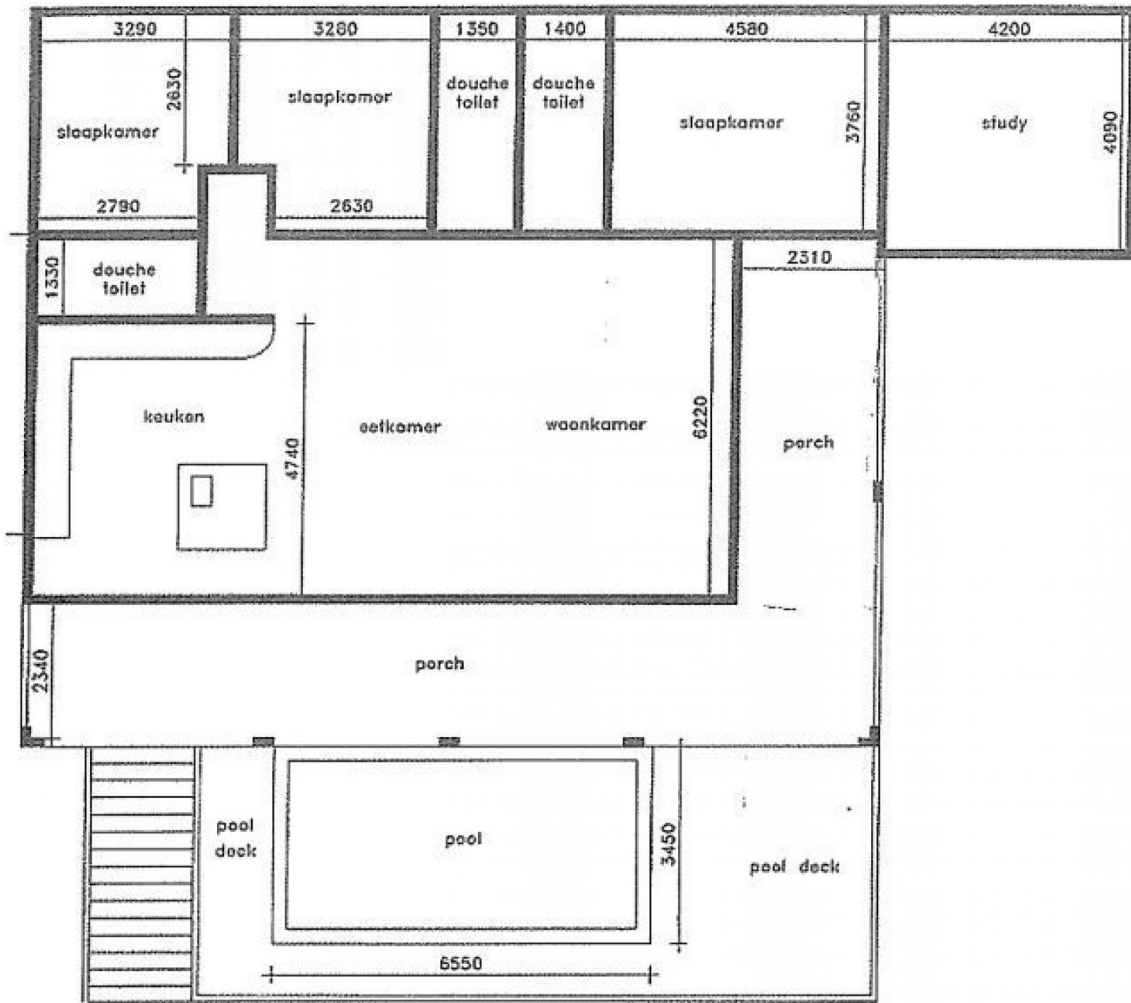 3290
3280
1350
1400
4580
4200
2630
slaapkamer
slaapkamer
douche
toilet
douche
toilet
slaapkamer
3760
study
4090
2790
2630
1330
douche
toilet
2310
keuken
4740
eetkamer
woonkamer
6220
porch
2340
porch
pool
deck
pool
3450
pool deck
6550